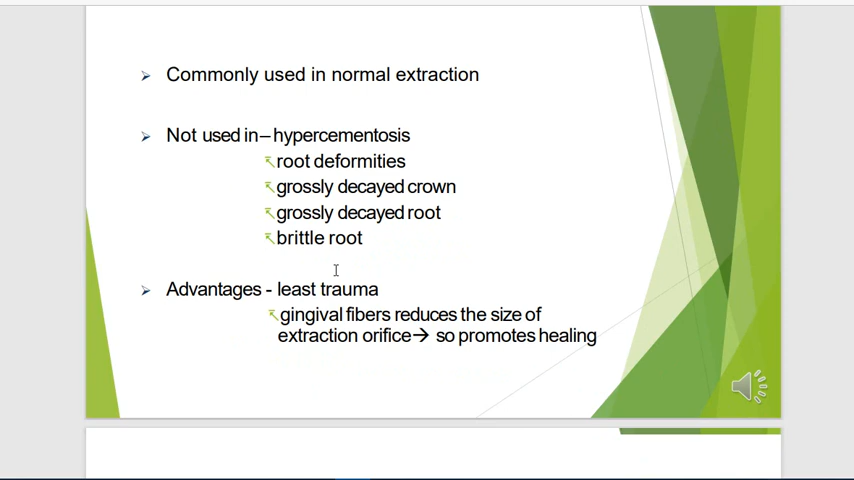 Commonly used in normal extraction
Not used in – hypercementosis
root deformities
grossly decayed crown
grossly decayed root
brittle root
Advantages - least trauma
gingival fibers reduces the size of
extraction orifice→ so promotes healing